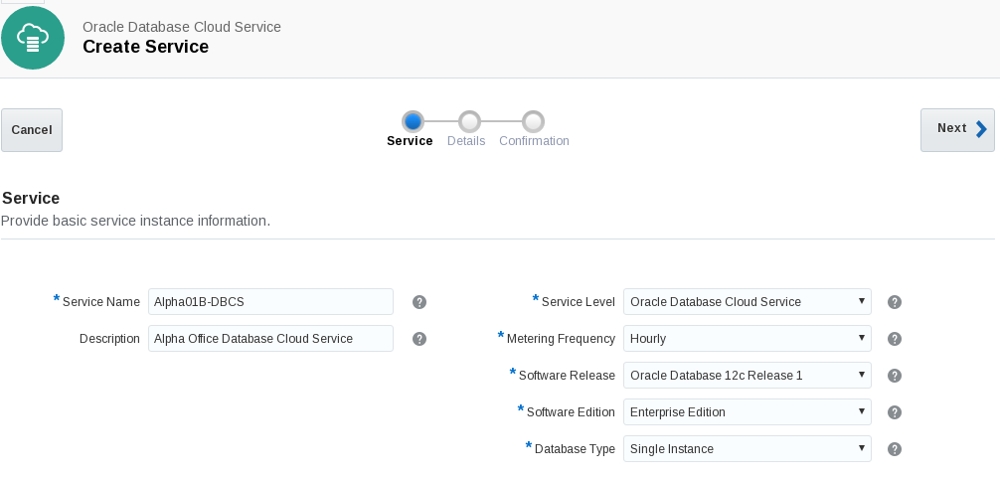 Oracle Database Cloud Service
Create Service
Cancel
Service Details Confirmation
Next
Service
Provide basic service instance information.
* Service Name Alpha01B-DBCS ?
Description Alpha Office Database Cloud Service ?
* Service Level Oracle Database Cloud Service ?
* Metering Frequency Hourly ?
* Software Release Oracle Database 12c Release 1 ?
* Software Edition Enterprise Edition ?
* Database Type Single Instance ?